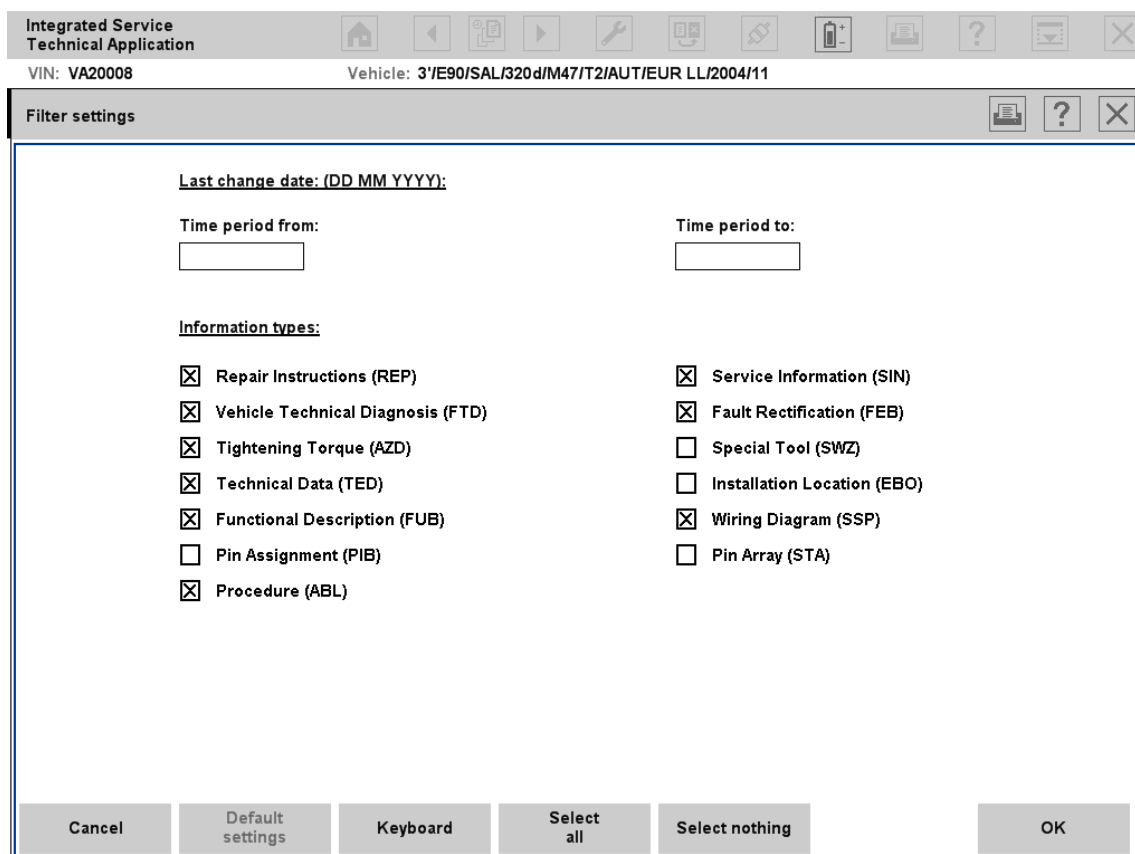 Integrated Service
Technical Application
VIN: VA20008 Vehicle: 3'/E90/SAL/320d/M47/T2/AUT/EUR LL/2004/11
Filter settings
Last change date: (DD MM YYYY):
Time period from: Time period to:
Information types:
Repair Instructions (REP) Service Information (SIN)
Vehicle Technical Diagnosis (FTD) Fault Rectification (FEB)
Tightening Torque (AZD) Special Tool (SWZ)
Technical Data (TED) Installation Location (EBO)
Functional Description (FUB) Wiring Diagram (SSP)
Pin Assignment (PIB) Pin Array (STA)
Procedure (ABL)
Cancel Default settings Keyboard Select all Select nothing OK